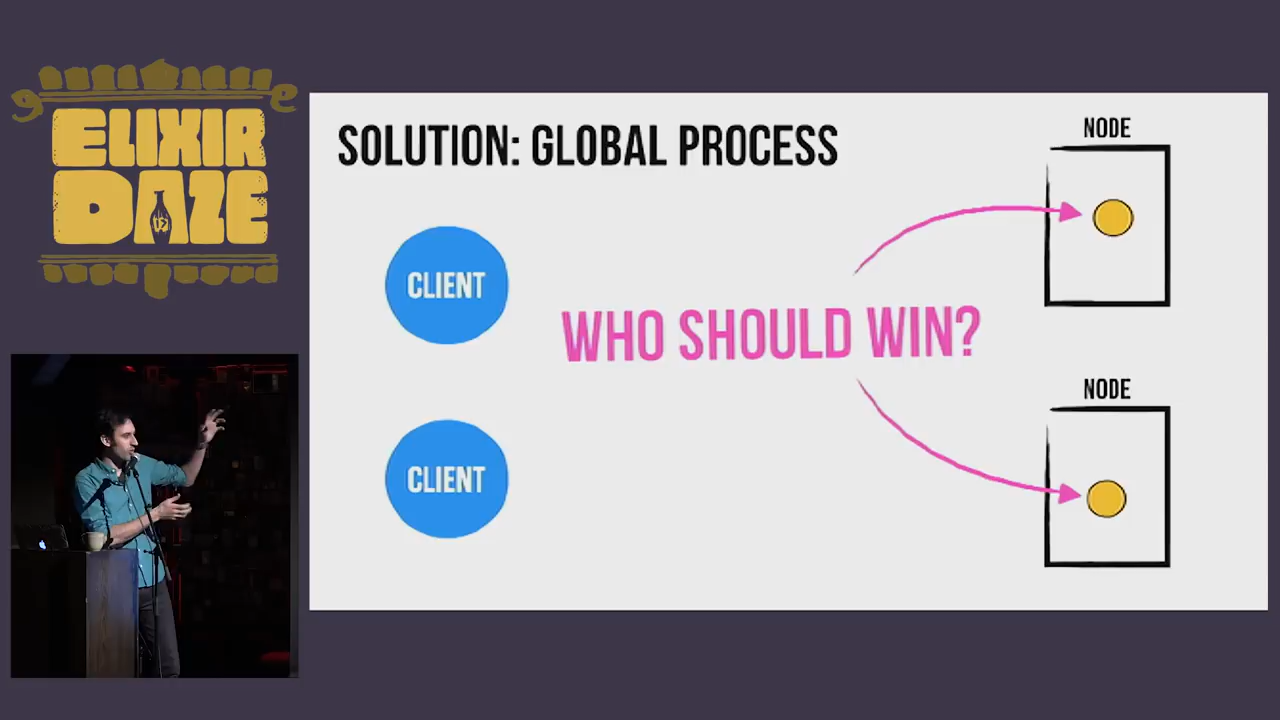 ELIXIR
DAZE
SOLUTION: GLOBAL PROCESS
NODE
CLIENT
WHO SHOULD WIN?
NODE
CLIENT